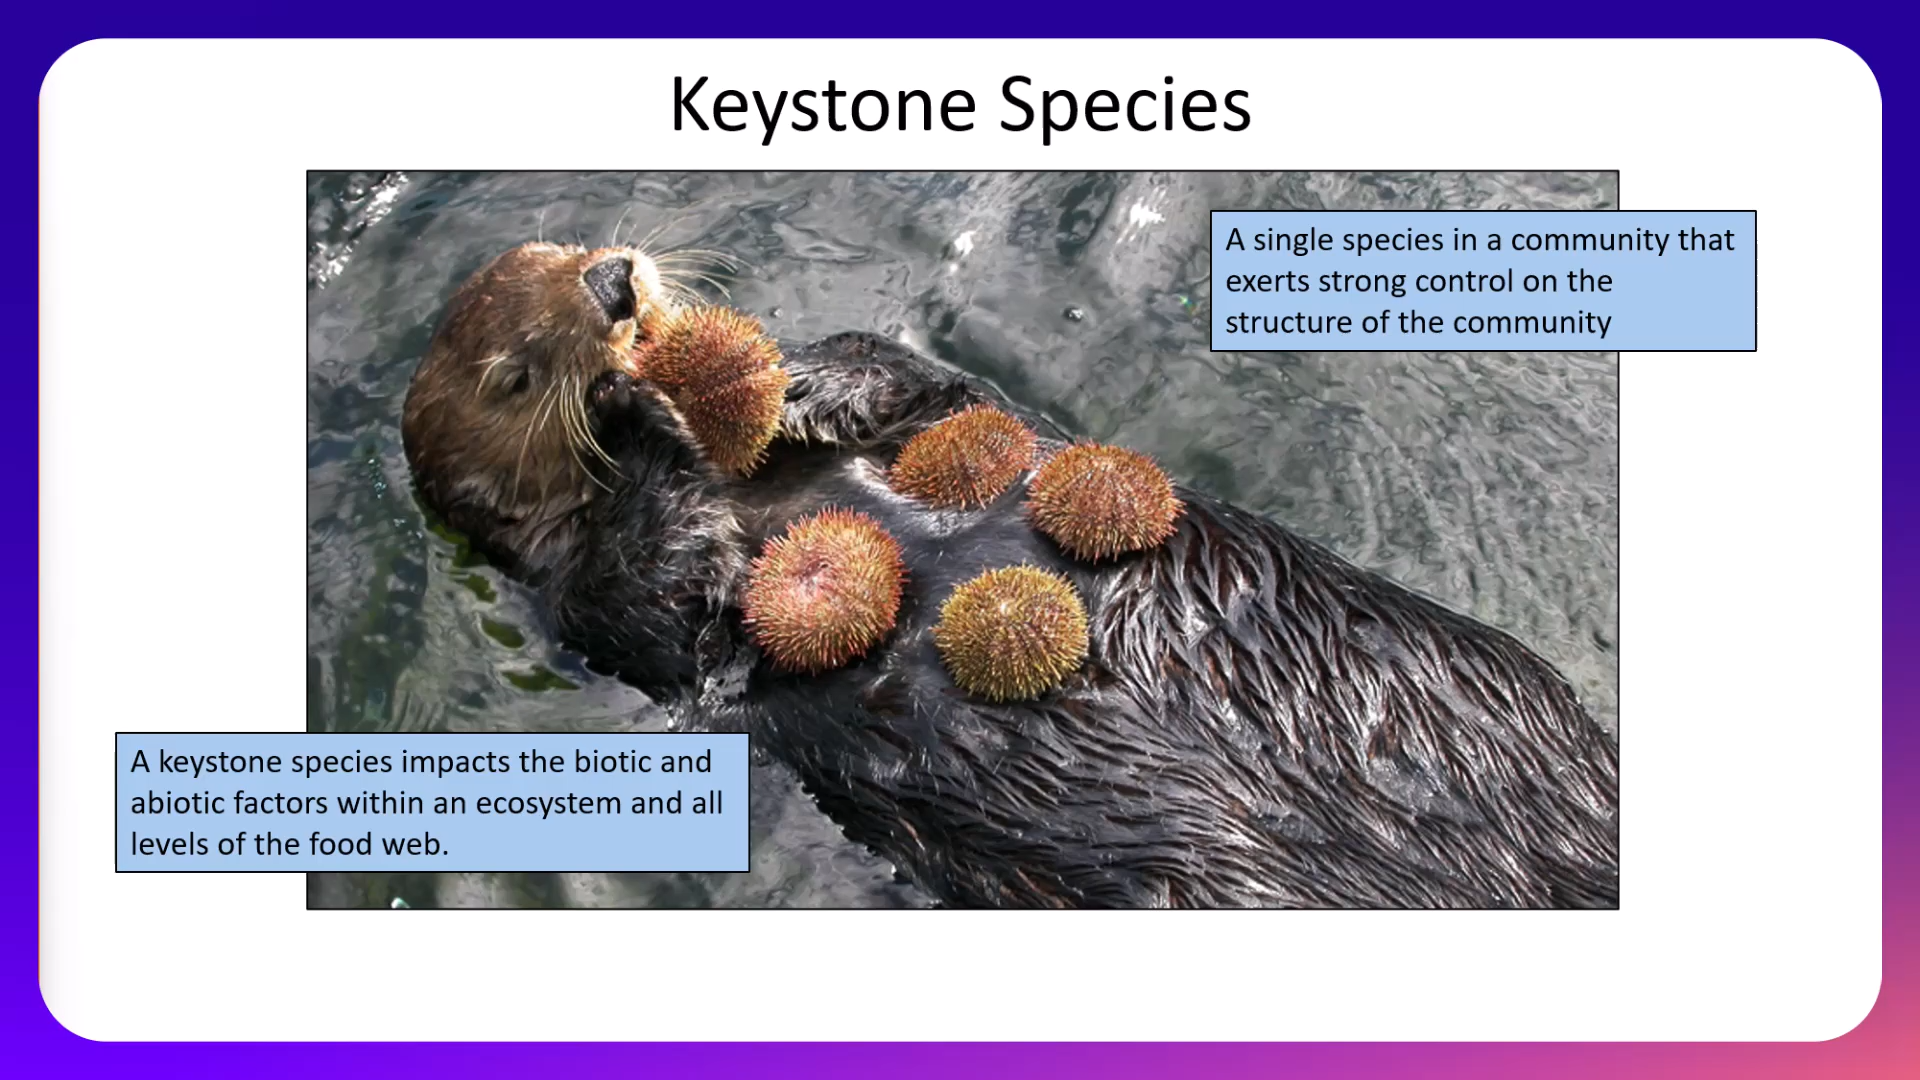 Keystone Species
A single species in a community that
exerts strong control on the
structure of the community
A keystone species impacts the biotic and
abiotic factors within an ecosystem and all
levels of the food web.